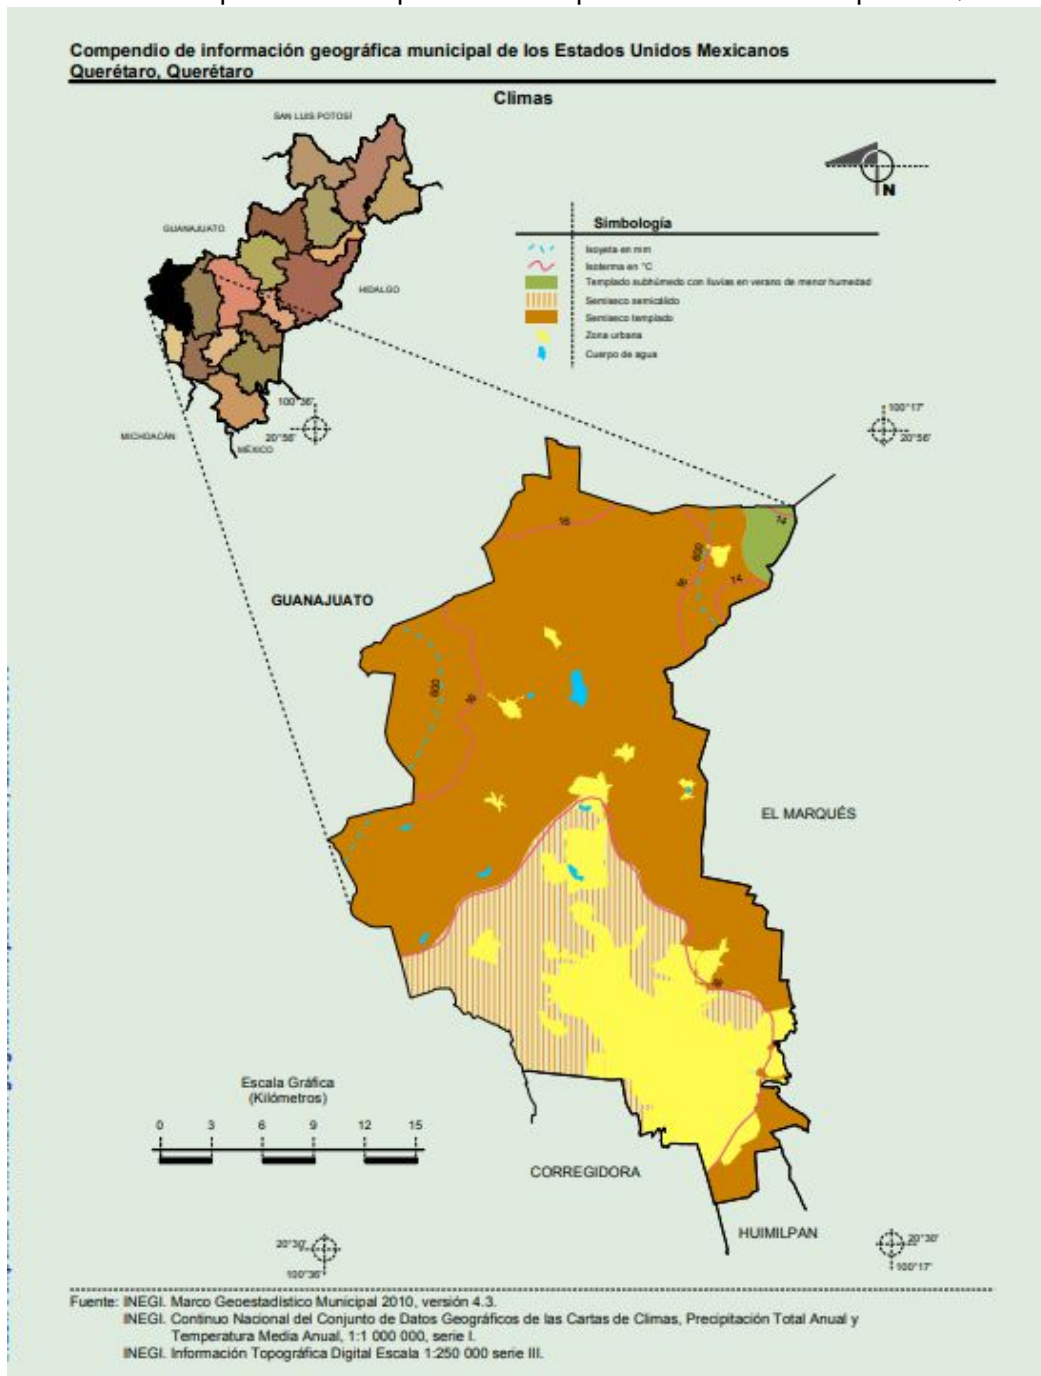 Compendio de información geográfica municipal de los Estados Unidos Mexicanos
Querétaro, Querétaro
Climas
SAN LUIS POTOSÍ
GUANAJUATO
HIDALGO
MICHOACÁN
MÉXICO
N
Simbología
Isoyeta en mm
Isoterma en °C
Templado subhúmedo con lluvias en verano de menor humedad
Semiseco semicálido
Semiseco templado
Zona urbana
Cuerpo de agua
100°36'
20°56'
100°17'
20°56'
16
14
600
14
GUANAJUATO
600
EL MARQUÉS
Escala Gráfica
(Kilómetros)
0 3 6 9 12 15
CORREGIDORA
HUIMILPAN
20°30'
100°36'
20°30'
100°17'
Fuente: INEGI. Marco Geoestadístico Municipal 2010, versión 4.3.
INEGI. Continuo Nacional del Conjunto de Datos Geográficos de las Cartas de Climas, Precipitación Total Anual y
Temperatura Media Anual, 1:1 000 000, serie I.
INEGI. Información Topográfica Digital Escala 1:250 000 serie III.